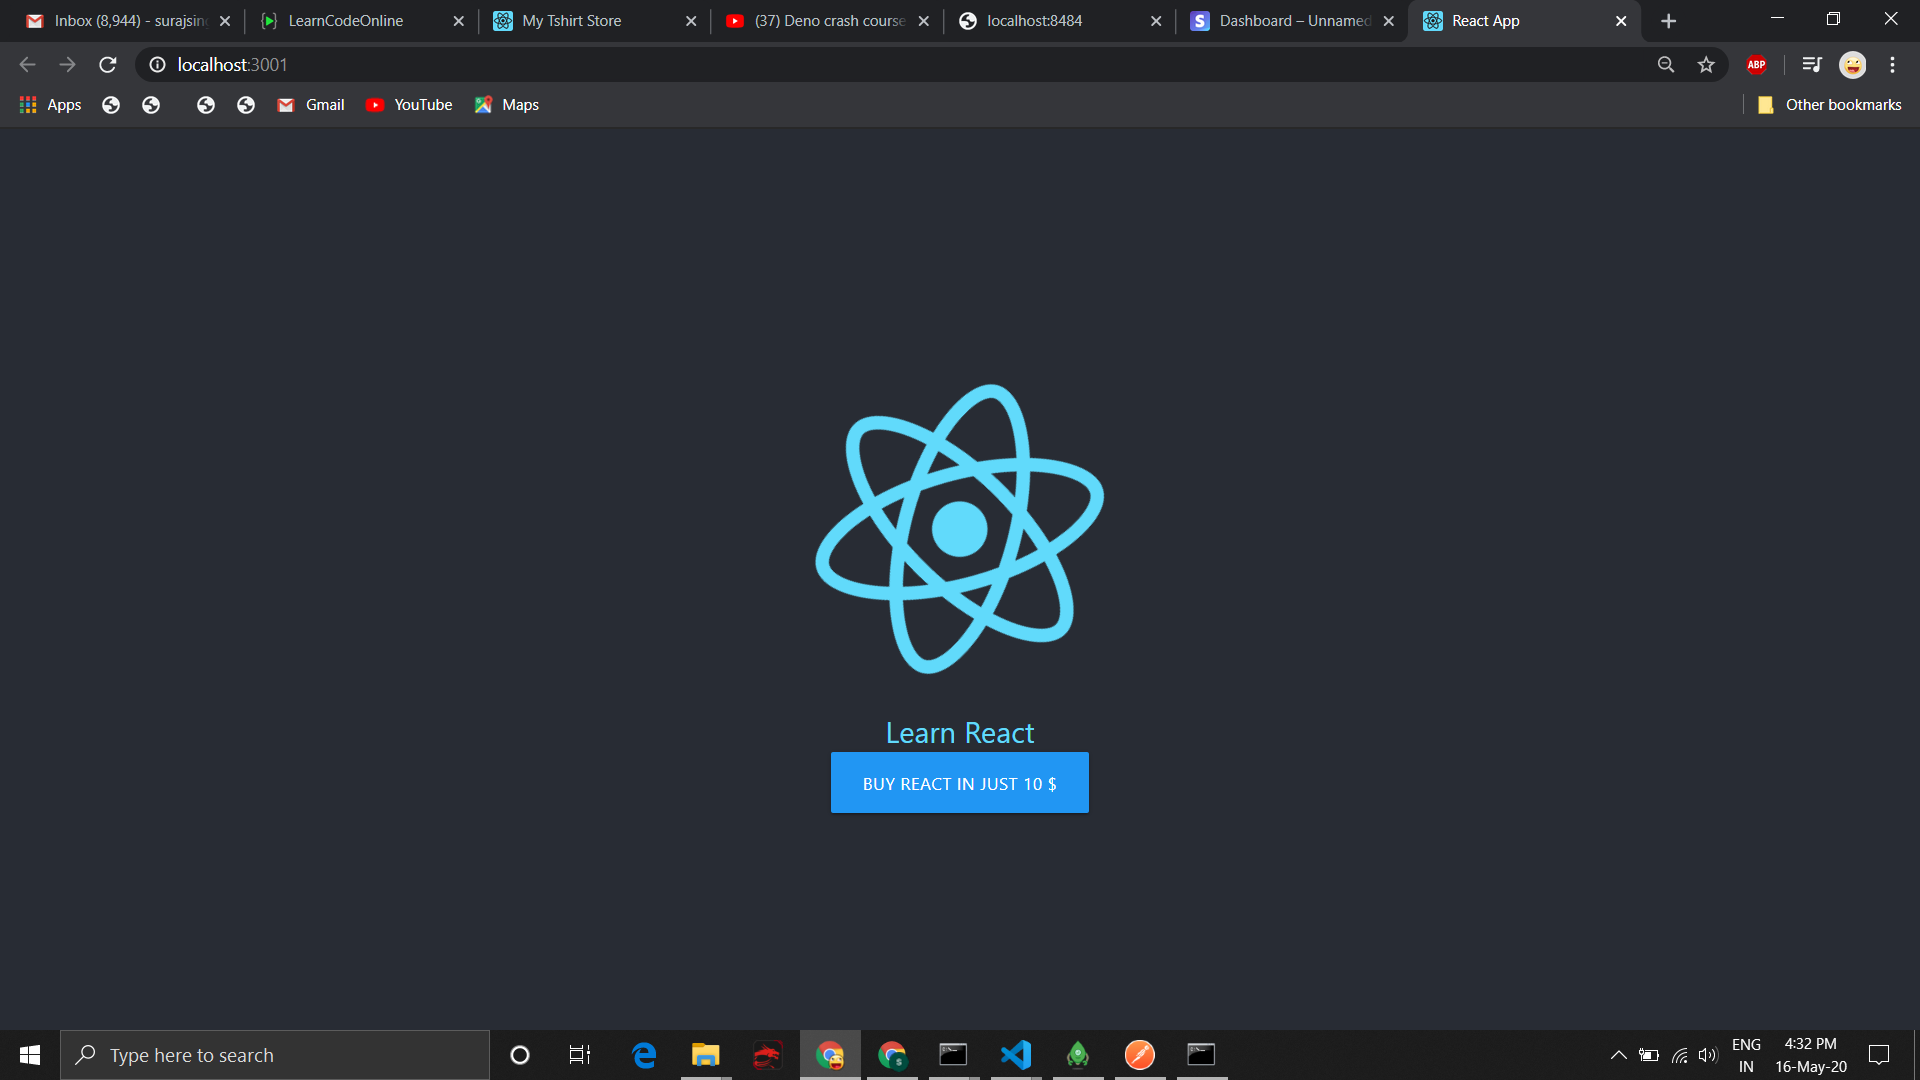 Inbox (8,944) - surajsin
LearnCodeOnline
My Tshirt Store
(37) Deno crash course
localhost:8484
S
Dashboard – Unnamed
React App
localhost:3001
ABP
Apps
Gmail
YouTube
Maps
Other bookmarks
Learn React
BUY REACT IN JUST 10 $
Type here to search
ENG
IN
4:32 PM
16-May-20